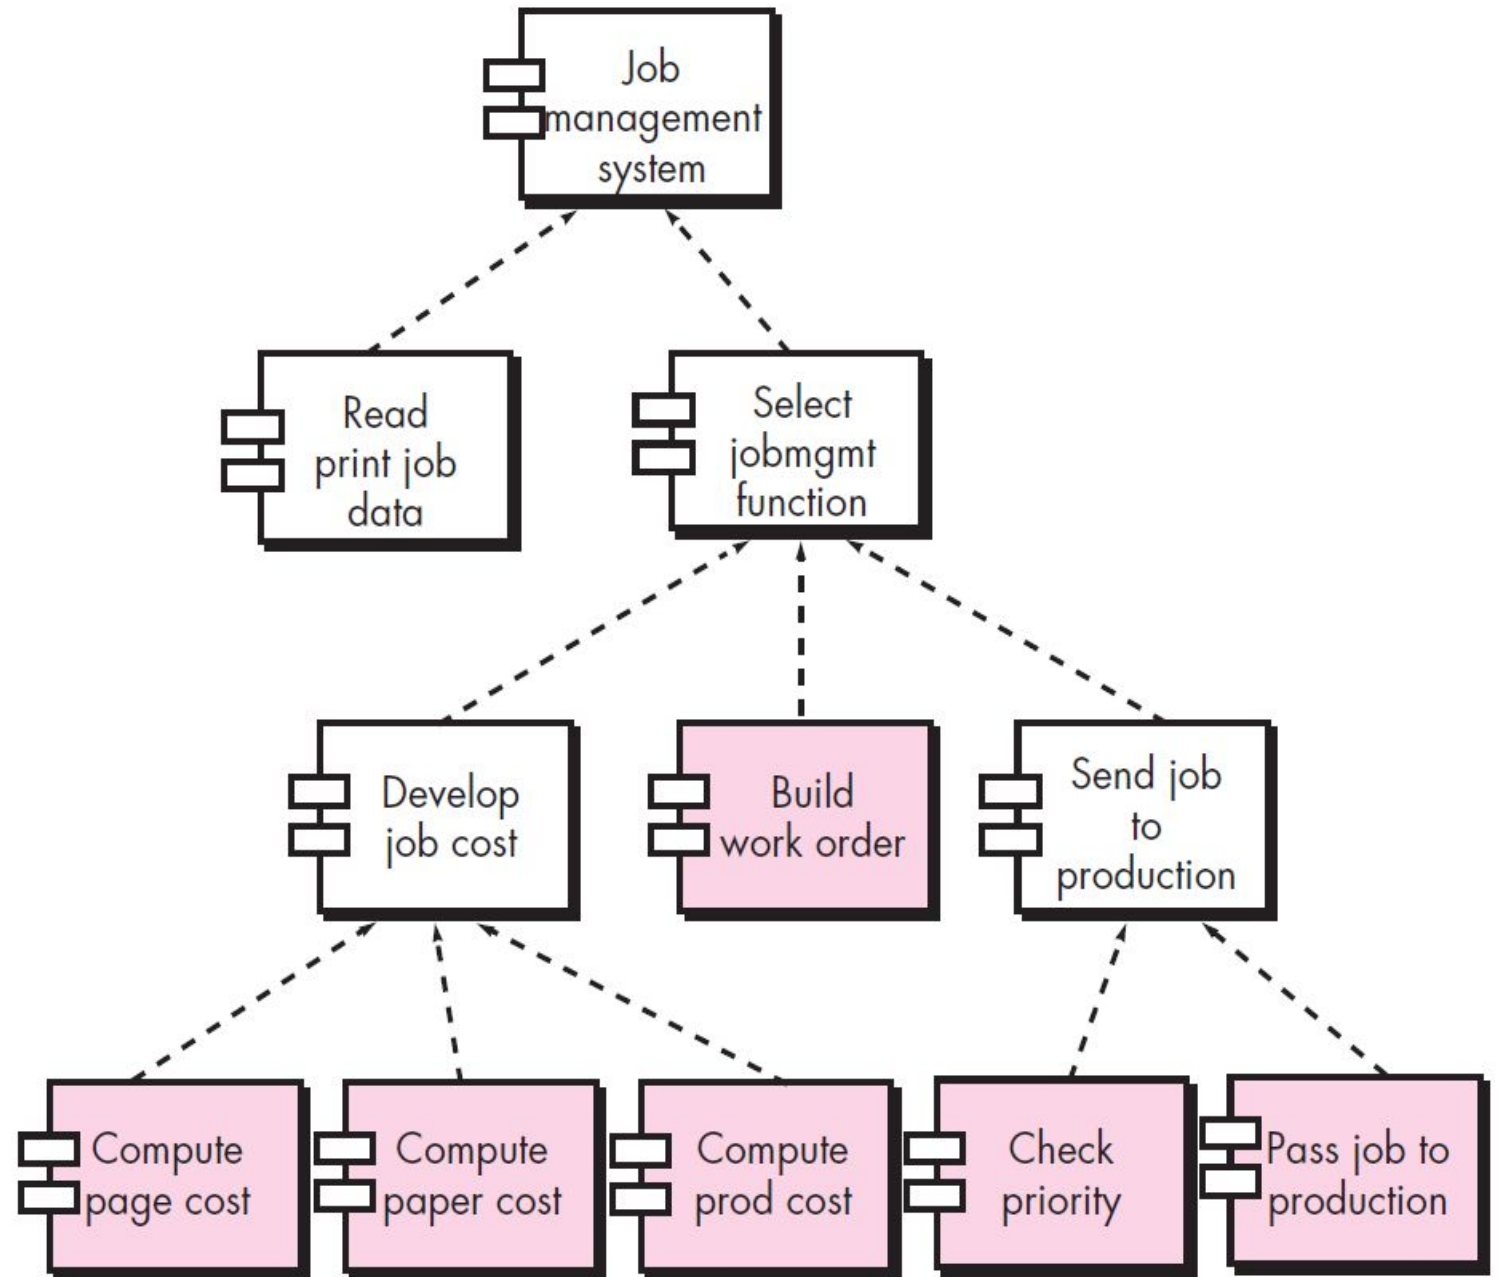 Job
management
system
Read
print job
data
Select
jobmgmt
function
Develop
job cost
Build
work order
Send job
to
production
Compute
page cost
Compute
paper cost
Compute
prod cost
Check
priority
Pass job to
production